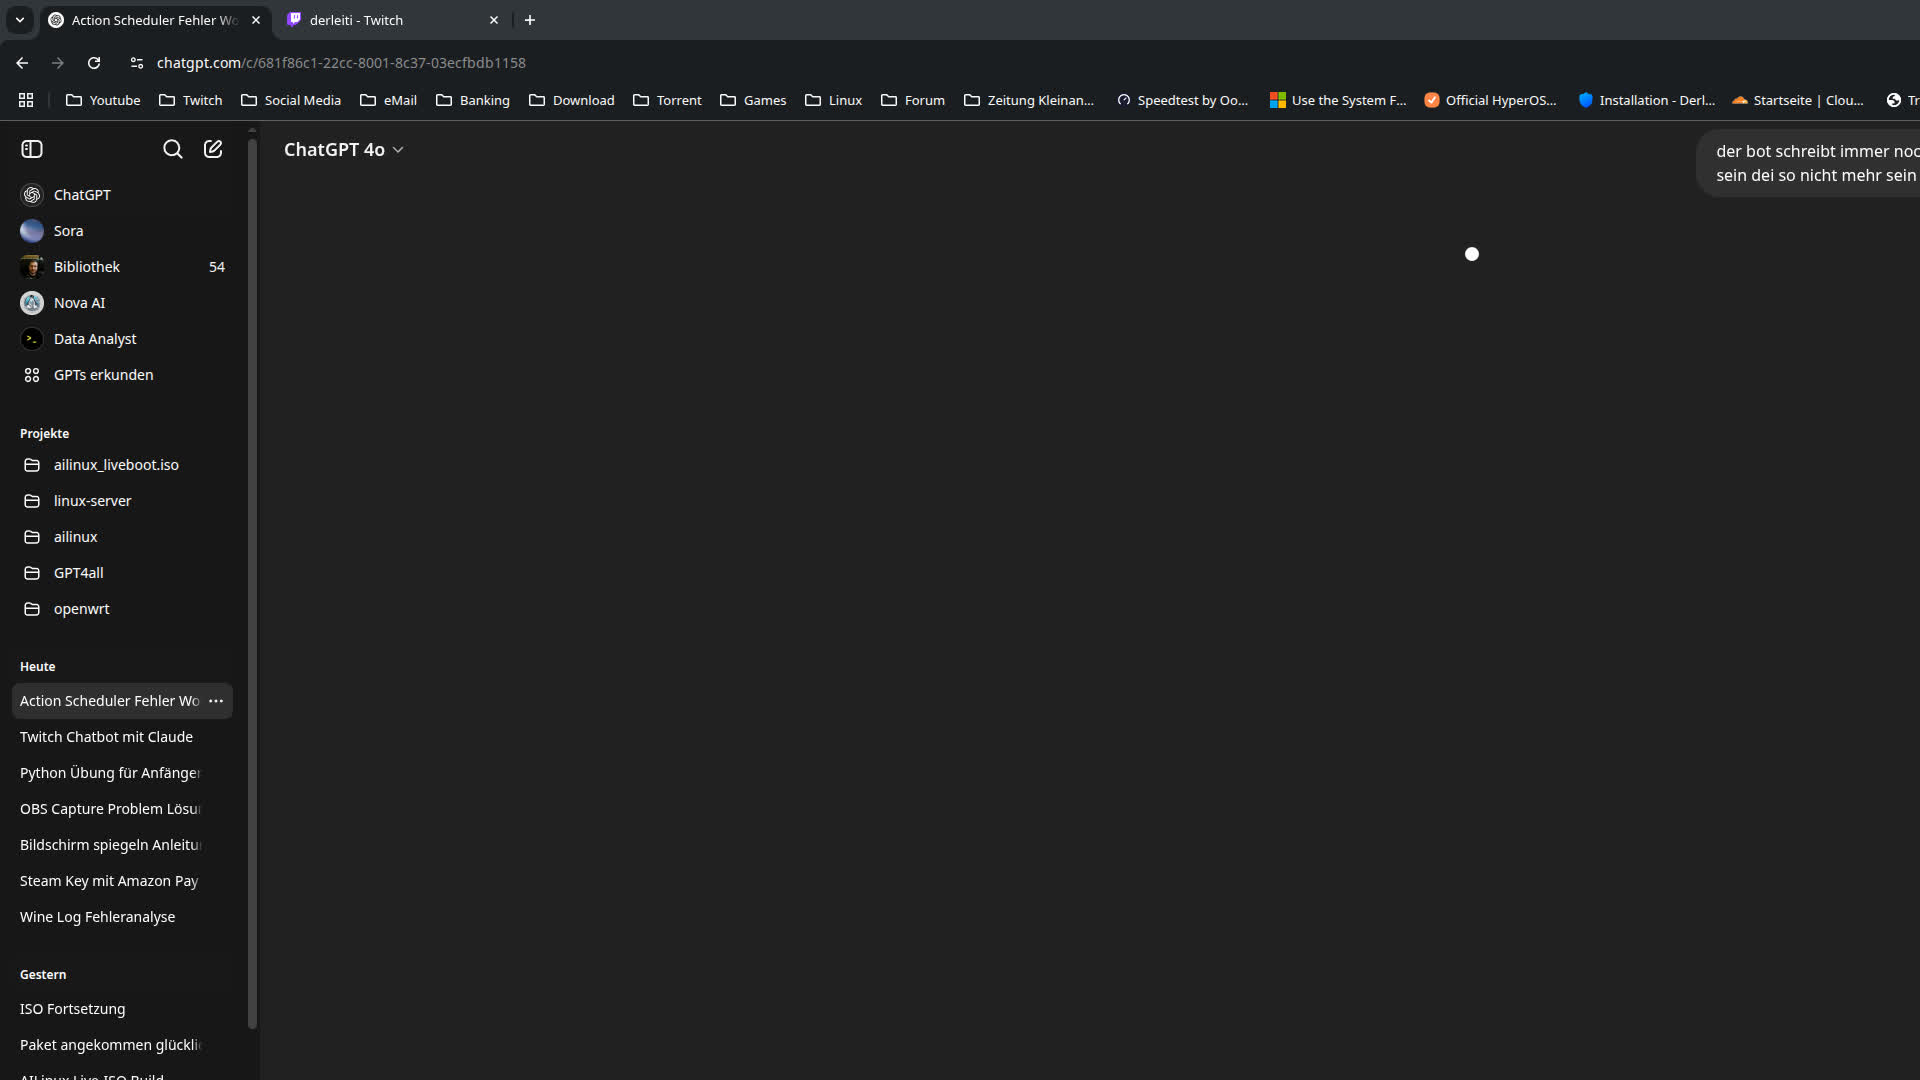 Action Scheduler Fehler Wo
derleiti - Twitch
chatgpt.com/c/681f86c1-22cc-8001-8c37-03ecfbdb1158
Youtube
Twitch
Social Media
eMail
Banking
Download
Torrent
Games
Linux
Forum
Zeitung Kleinan...
Speedtest by Oo...
Use the System F...
Official HyperOS...
Installation - Derl...
Startseite | Clou...
Tr
ChatGPT 4o
der bot schreibt immer noc
sein dei so nicht mehr sein
ChatGPT
Sora
Bibliothek 54
Nova AI
Data Analyst
GPTs erkunden
Projekte
ailinux_liveboot.iso
linux-server
ailinux
GPT4all
openwrt
Heute
Action Scheduler Fehler Wo
Twitch Chatbot mit Claude
Python Übung für Anfänger
OBS Capture Problem Lösu
Bildschirm spiegeln Anleitu
Steam Key mit Amazon Pay
Wine Log Fehleranalyse
Gestern
ISO Fortsetzung
Paket angekommen glückli
AILinux Live ISO Build